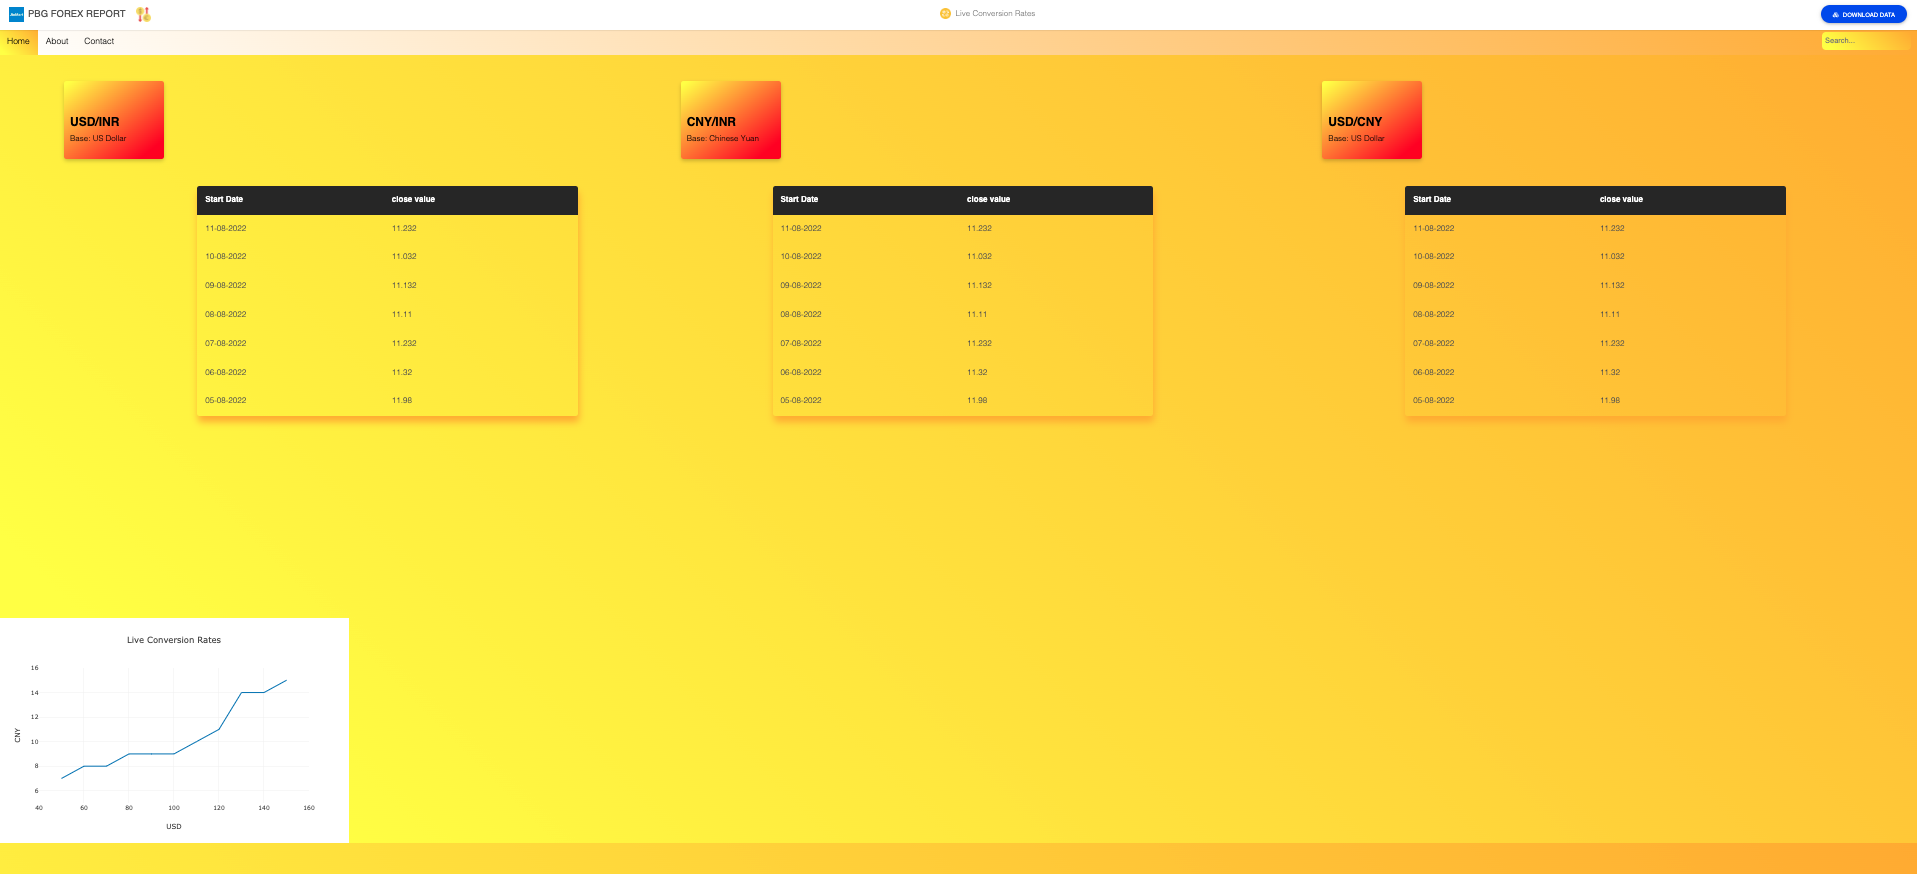 PBG FOREX REPORT
Live Conversion Rates
DOWNLOAD DATA
Home About Contact
Search...
USD/INR
Base: US Dollar
CNY/INR
Base: Chinese Yuan
USD/CNY
Base: US Dollar
Start Date close value
11-08-2022 11.232
10-08-2022 11.032
09-08-2022 11.132
08-08-2022 11.11
07-08-2022 11.232
06-08-2022 11.32
05-08-2022 11.98
Start Date close value
11-08-2022 11.232
10-08-2022 11.032
09-08-2022 11.132
08-08-2022 11.11
07-08-2022 11.232
06-08-2022 11.32
05-08-2022 11.98
Start Date close value
11-08-2022 11.232
10-08-2022 11.032
09-08-2022 11.132
08-08-2022 11.11
07-08-2022 11.232
06-08-2022 11.32
05-08-2022 11.98
Live Conversion Rates
16
14
12
10
8
6
CNY
40 60 80 100 120 140 160
USD